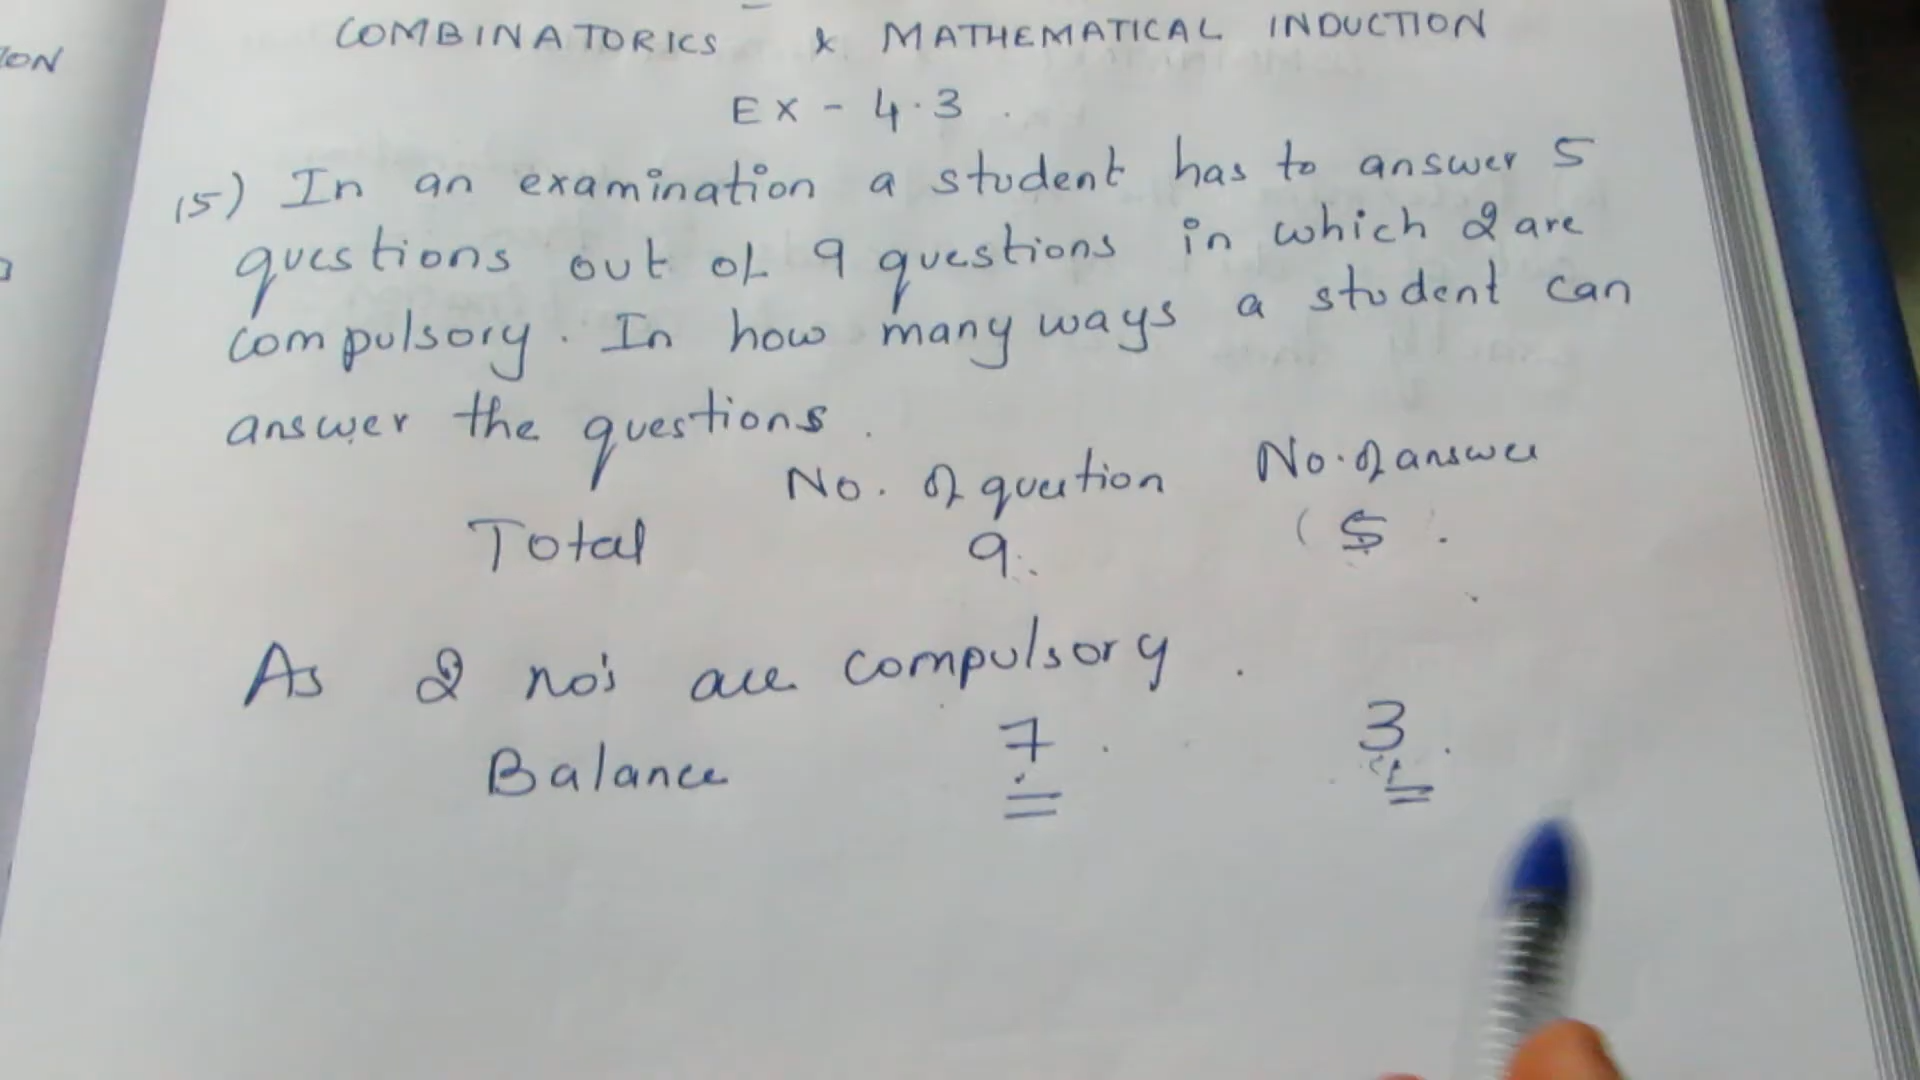 ION
COMBINATORICS & MATHEMATICAL INDUCTION
EX - 4.3
15) In an examination a student has to answer 5
questions out of 9 questions in which 2 are
compulsory. In how many ways a student can
answer the questions.
No. of question No. of answer
Total 9 5
As 2 no's are compulsory.
Balance 7 3